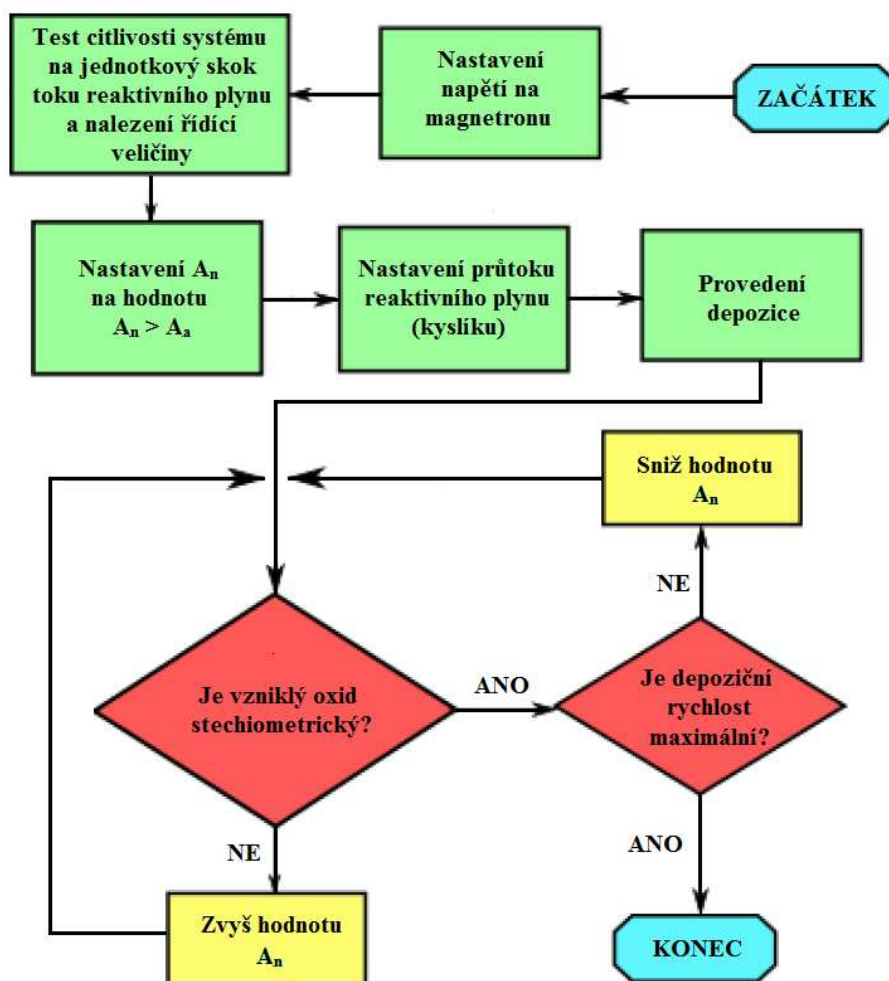 ZAČÁTEK
Nastavení
napětí na
magnetronu
Test citlivosti systému
na jednotkový skok
toku reaktivního plynu
a nalezení řídící
veličiny
Nastavení Aₙ
na hodnotu
Aₙ > Aₐ
Nastavení průtoku
reaktivního plynu
(kyslíku)
Provedení
depozice
Sniž hodnotu
Aₙ
NE
Je vzniklý oxid
stechiometrický?
ANO
Je depoziční
rychlost
maximální?
NE
ANO
Zvyš hodnotu
Aₙ
KONEC